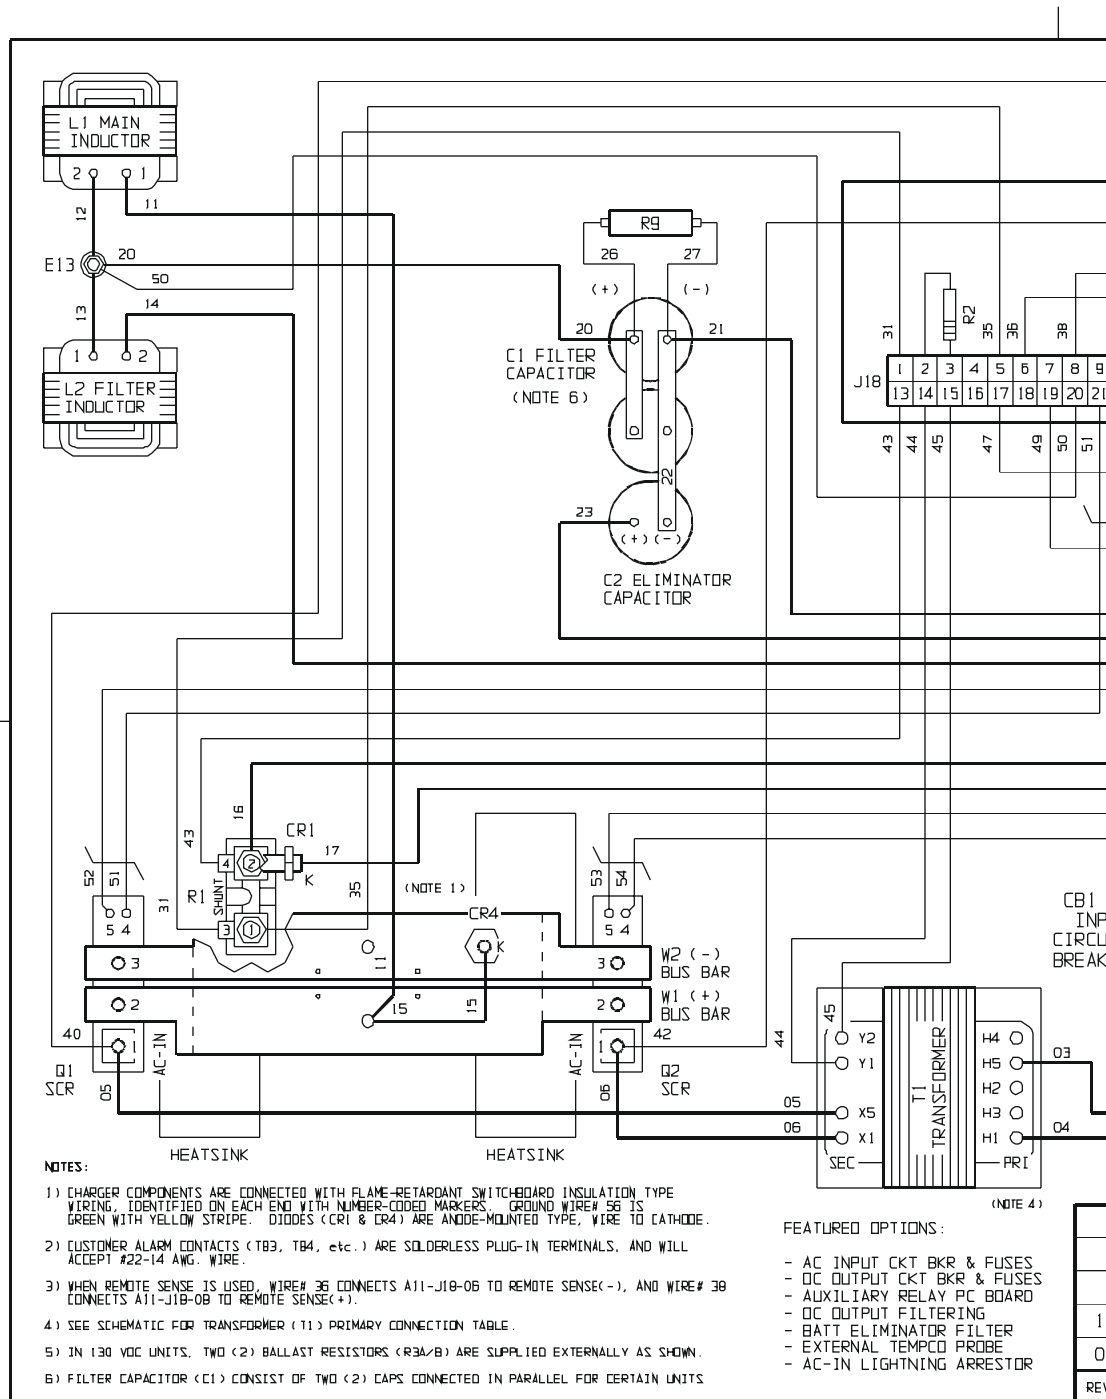 L1 MAIN
INDUCTOR
2 1
12
11
E13
20
50
13
14
1 2
L2 FILTER
INDUCTOR
R9
26 27
(+) (-)
20 21
C1 FILTER
CAPACITOR
(NOTE 6)
22
23
(+) (-)
C2 ELIMINATOR
CAPACITOR
R2
31 35 36 38
J18
1 2 3 4 5 6 7 8 9
13 14 15 16 17 18 19 20 21
43 44 45 47 49 50 51
16
43
CR1
17
4 2
K
52 51
31
R1
SHUNT
35
(NOTE 1)
53 54
3 1
CR4
5 4
5 4
CB1
INP
CIRCU
BREAK
K
11
3
3
W2 (-)
BUS BAR
2
15
15
2
W1 (+)
BUS BAR
40
1
AC-IN
AC-IN
1
42
Q1
SCR
05
06
Q2
SCR
HEATSINK
HEATSINK
44
45
Y2
Y1
X5
X1
SEC
05
06
T1
TRANSFORMER
H4
H5
H2
H3
H1
PRI
03
04
(NOTE 4)
NOTES:
1) CHARGER COMPONENTS ARE CONNECTED WITH FLAME-RETARDANT SWITCHBOARD INSULATION TYPE
WIRING, IDENTIFIED ON EACH END WITH NUMBER-CODED MARKERS. GROUND WIRE# 56 IS
GREEN WITH YELLOW STRIPE. DIODES (CR1 & CR4) ARE ANODE-MOUNTED TYPE, WIRE TO CATHODE.
2) CUSTOMER ALARM CONTACTS (TB3, TB4, etc.) ARE SOLDERLESS PLUG-IN TERMINALS, AND WILL
ACCEPT #22-14 AWG. WIRE.
3) WHEN REMOTE SENSE IS USED, WIRE# 36 CONNECTS A11-J18-06 TO REMOTE SENSE(-), AND WIRE# 38
CONNECTS A11-J18-08 TO REMOTE SENSE(+).
4) SEE SCHEMATIC FOR TRANSFORMER (T1) PRIMARY CONNECTION TABLE.
5) IN 130 VDC UNITS, TWO (2) BALLAST RESISTORS (R3A/B) ARE SUPPLIED EXTERNALLY AS SHOWN.
6) FILTER CAPACITOR (C1) CONSIST OF TWO (2) CAPS CONNECTED IN PARALLEL FOR CERTAIN UNITS
FEATURED OPTIONS:
- AC INPUT CKT BKR & FUSES
- DC OUTPUT CKT BKR & FUSES
- AUXILIARY RELAY PC BOARD
- DC OUTPUT FILTERING
- BATT ELIMINATOR FILTER
- EXTERNAL TEMPCO PROBE
- AC-IN LIGHTNING ARRESTOR
1
0
REV